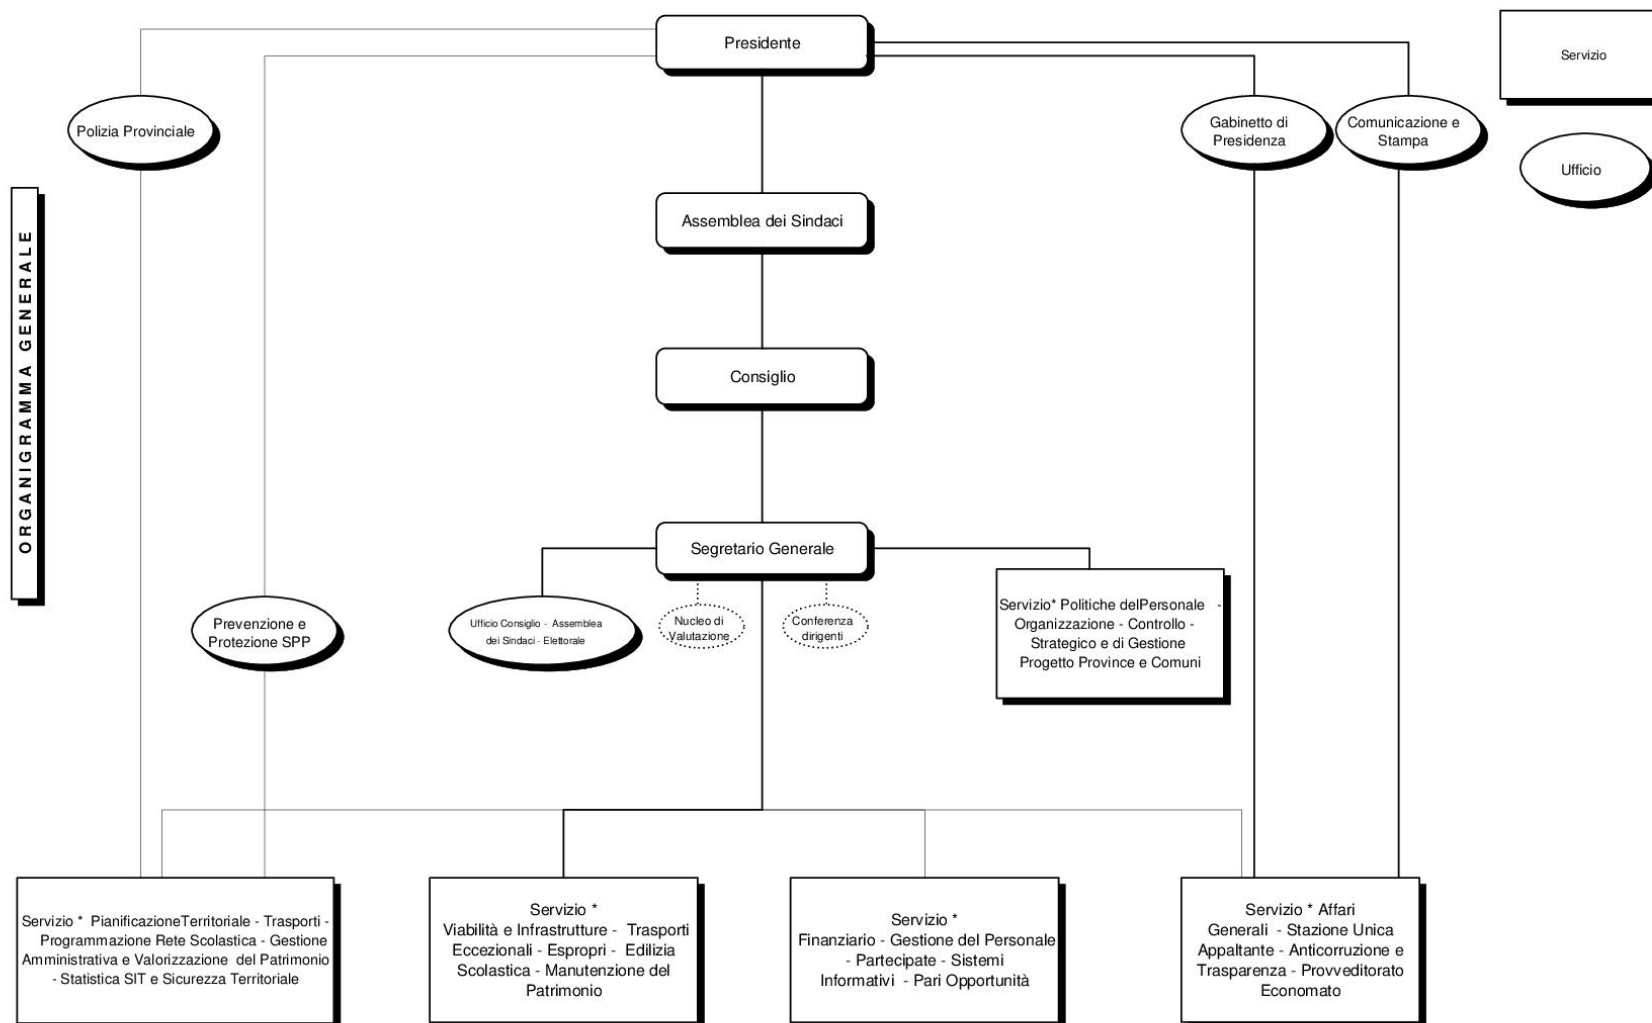 Presidente
Servizio
Polizia Provinciale
Gabinetto di
Presidenza
Comunicazione e
Stampa
Ufficio
ORGANIGRAMMA GENERALE
Assemblea dei Sindaci
Consiglio
Segretario Generale
Prevenzione e
Protezione SPP
Ufficio Consiglio - Assemblea
dei Sindaci - Elettorale
Nucleo di
Valutazione
Conferenza
dirigenti
Servizio* Politiche delPersonale -
Organizzazione - Controllo -
Strategico e di Gestione
Progetto Province e Comuni
Servizio * PianificazioneTerritoriale - Trasporti -
Programmazione Rete Scolastica - Gestione
Amministrativa e Valorizzazione del Patrimonio
- Statistica SIT e Sicurezza Territoriale
Servizio *
Viabilità e Infrastrutture - Trasporti
Eccezionali - Espropri - Edilizia
Scolastica - Manutenzione del
Patrimonio
Servizio *
Finanziario - Gestione del Personale
- Partecipate - Sistemi
Informativi - Pari Opportunità
Servizio * Affari
Generali - Stazione Unica
Appaltante - Anticorruzione e
Trasparenza - Provveditorato
Economato